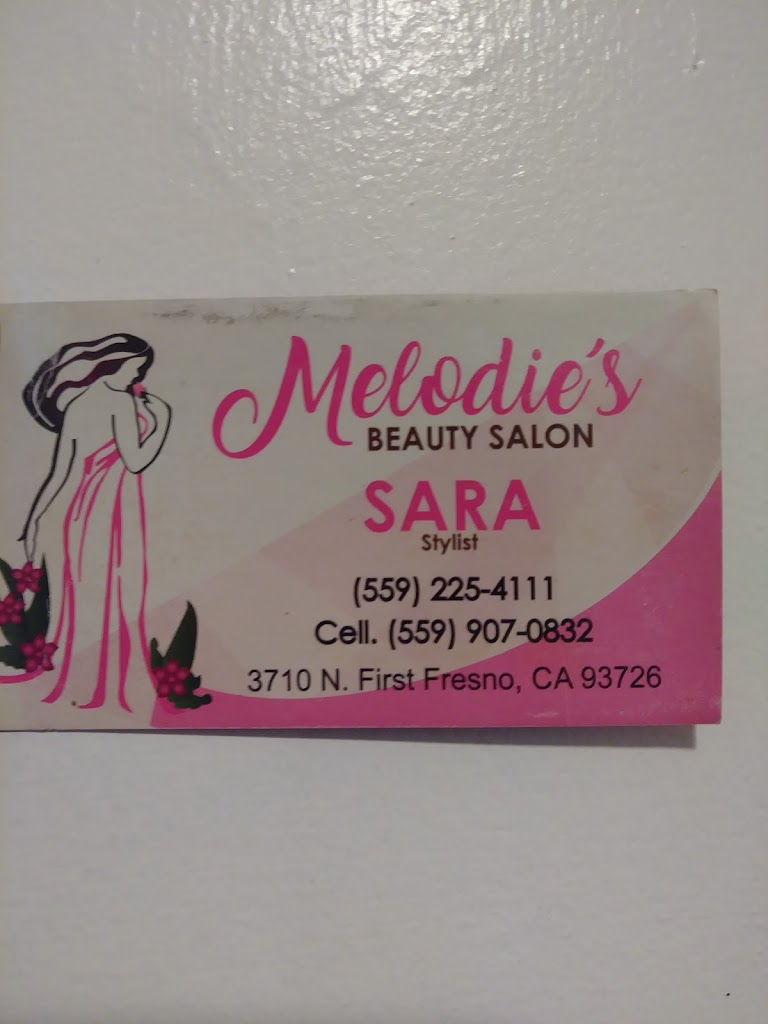 Melodie's
BEAUTY SALON
SARA
Stylist
(559) 225-4111
Cell. (559) 907-0832
3710 N. First Fresno, CA 93726